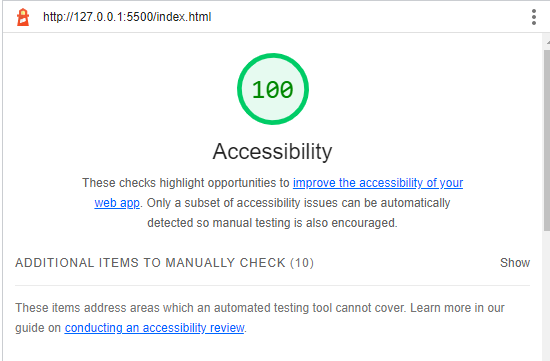 http://127.0.0.1:5500/index.html
100
Accessibility
These checks highlight opportunities to improve the accessibility of your
web app. Only a subset of accessibility issues can be automatically
detected so manual testing is also encouraged.
ADDITIONAL ITEMS TO MANUALLY CHECK (10) Show
These items address areas which an automated testing tool cannot cover. Learn more in our
guide on conducting an accessibility review.